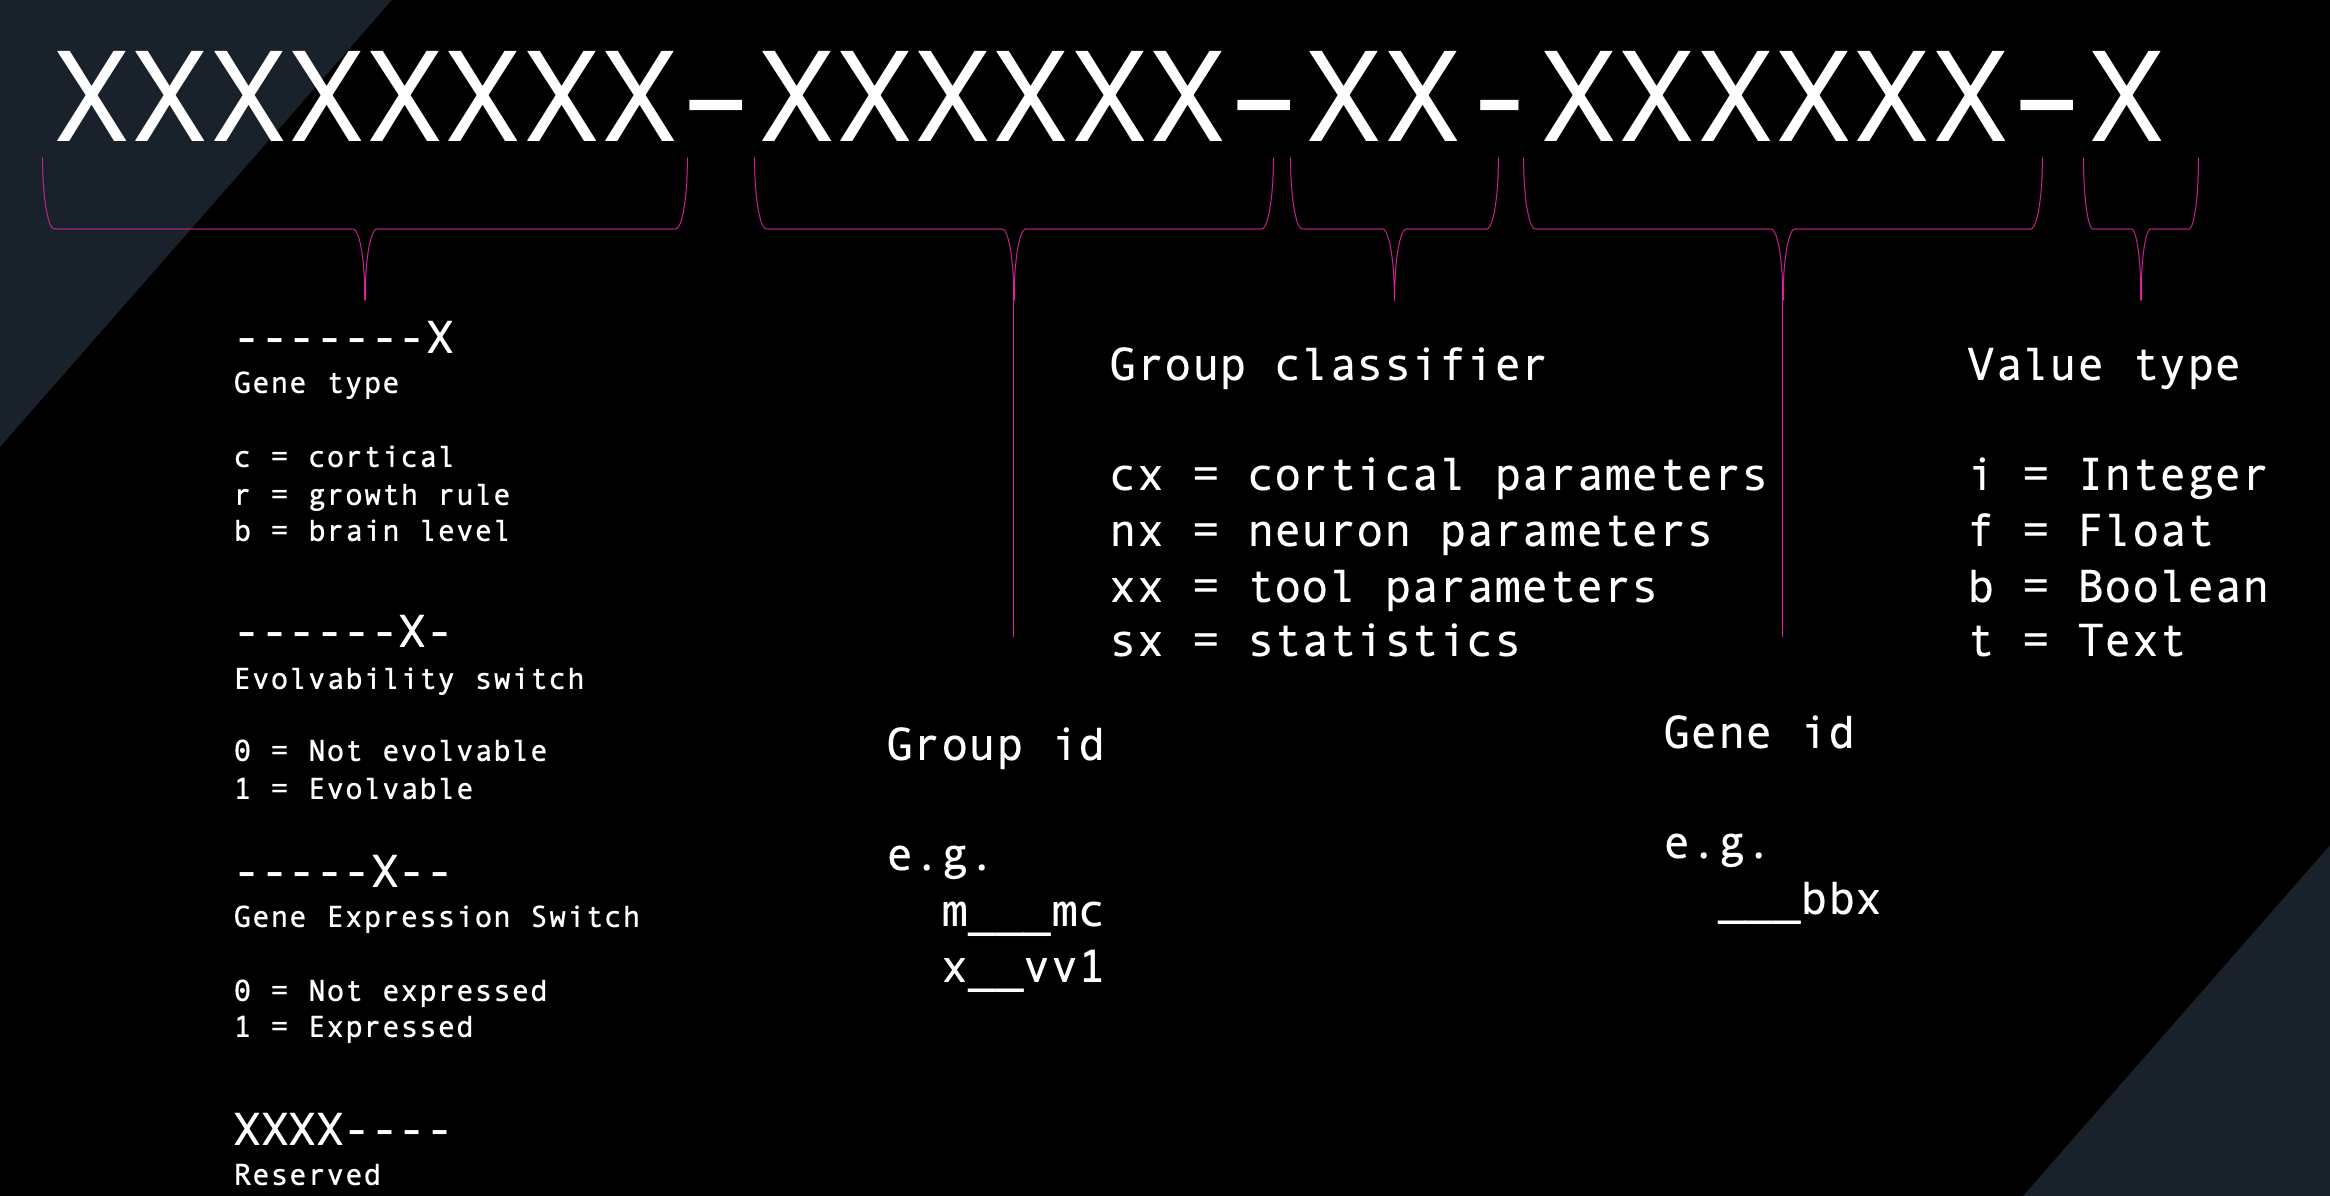 XXXXXXXX-XXXXXX-XX-XXXXXX-X
-------X
Gene type
c = cortical
r = growth rule
b = brain level
------X-
Evolvability switch
0 = Not evolvable
1 = Evolvable
-----X--
Gene Expression Switch
0 = Not expressed
1 = Expressed
XXXX----
Reserved
Group id
e.g.
m___mc
x__vv1
Group classifier
cx = cortical parameters
nx = neuron parameters
xx = tool parameters
sx = statistics
Gene id
e.g.
___bbx
Value type
i = Integer
f = Float
b = Boolean
t = Text